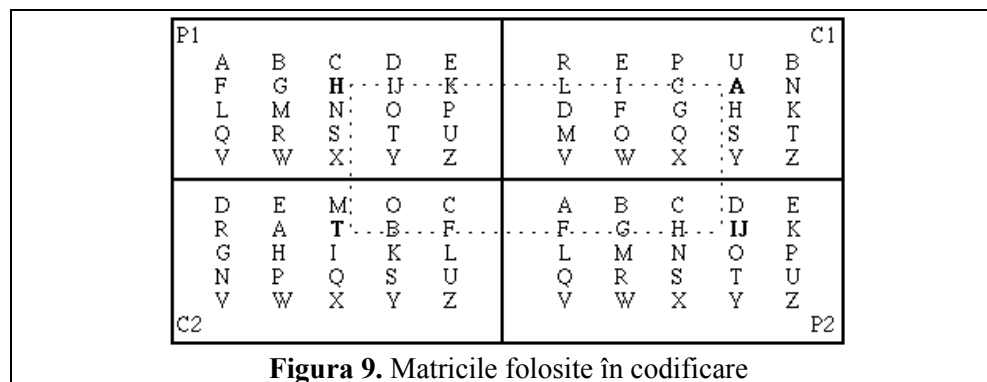 P1 C1
A B C D E R E P U B
F G H IJ K L I C A N
L M N O P D F G H K
Q R S T U M O Q S T
V W X Y Z V W X Y Z
D E M O C A B C D E
R A T B F F G H IJ K
G H I K L L M N O P
N P Q S U Q R S T U
V W X Y Z V W X Y Z
C2 P2
Figura 9. Matricile folosite în codificare